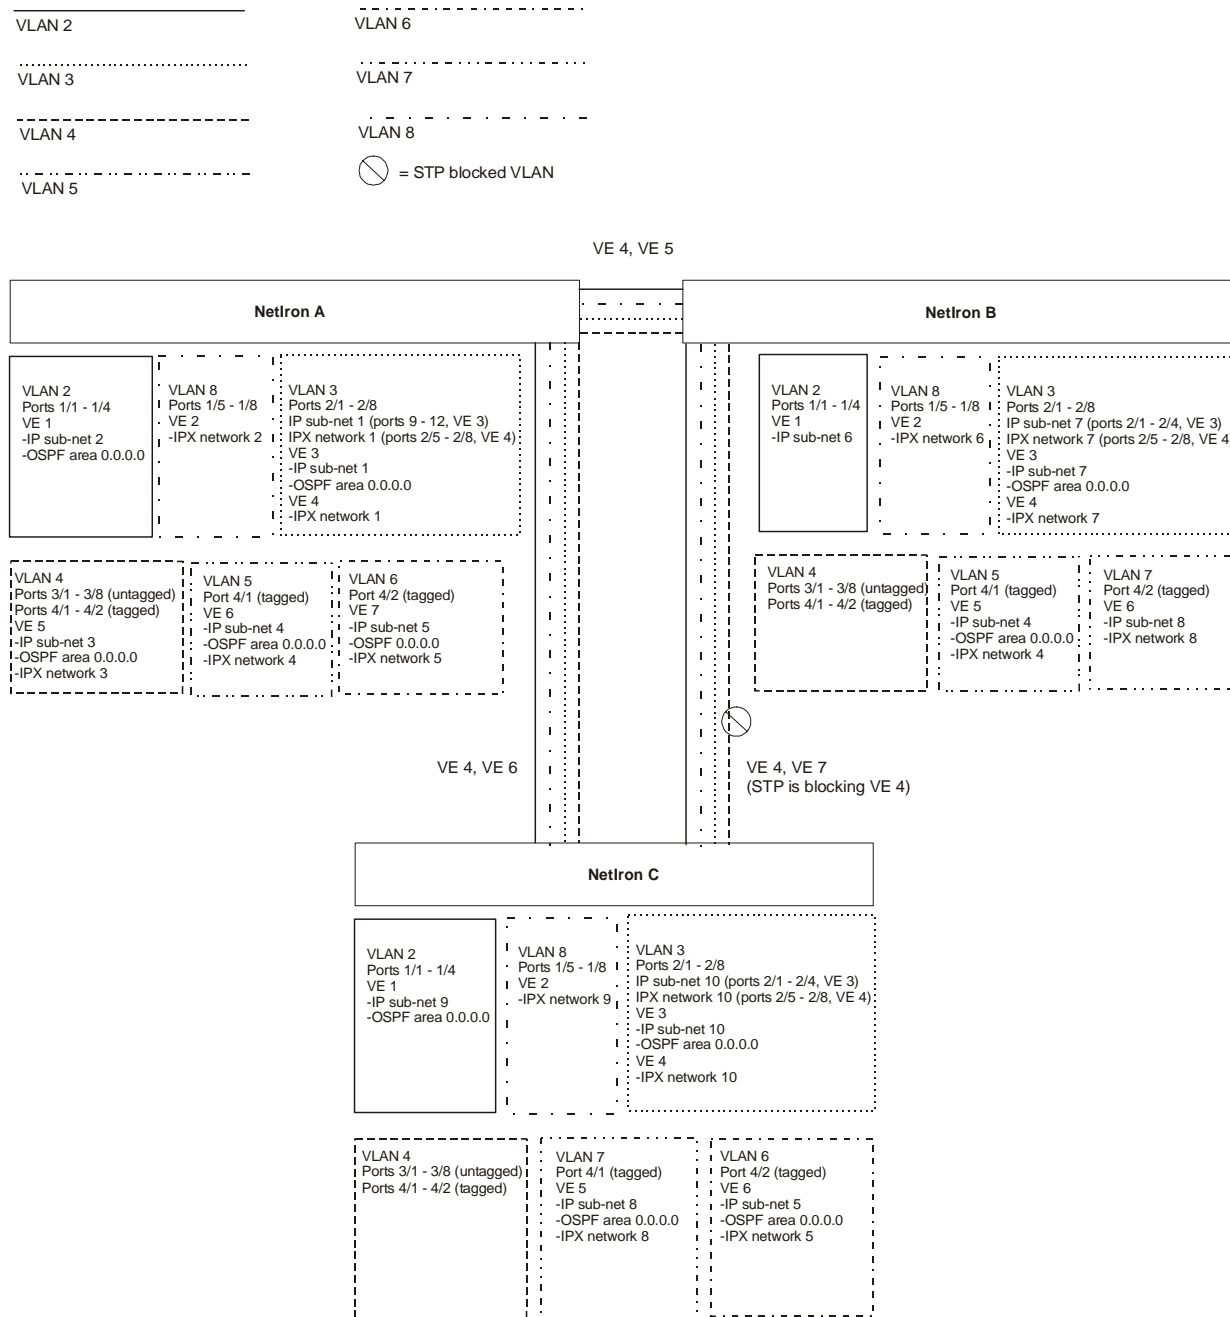 VLAN 2
VLAN 6
VLAN 3
VLAN 7
VLAN 4
VLAN 8
VLAN 5
= STP blocked VLAN
VE 4, VE 5
NetIron A
NetIron B
VLAN 2
Ports 1/1 - 1/4
VE 1
-IP sub-net 2
-OSPF area 0.0.0.0
VLAN 8
Ports 1/5 - 1/8
VE 2
-IPX network 2
VLAN 3
Ports 2/1 - 2/8
IP sub-net 1 (ports 9 - 12, VE 3)
IPX network 1 (ports 2/5 - 2/8, VE 4)
VE 3
-IP sub-net 1
-OSPF area 0.0.0.0
VE 4
-IPX network 1
VLAN 2
Ports 1/1 - 1/4
VE 1
-IP sub-net 6
VLAN 8
Ports 1/5 - 1/8
VE 2
-IPX network 6
VLAN 3
Ports 2/1 - 2/8
IP sub-net 7 (ports 2/1 - 2/4, VE 3)
IPX network 7 (ports 2/5 - 2/8, VE 4
VE 3
-IP sub-net 7
-OSPF area 0.0.0.0
VE 4
-IPX network 7
VLAN 4
Ports 3/1 - 3/8 (untagged)
Ports 4/1 - 4/2 (tagged)
VE 5
-IP sub-net 3
-OSPF area 0.0.0.0
-IPX network 3
VLAN 5
Port 4/1 (tagged)
VE 6
-IP sub-net 4
-OSPF area 0.0.0.0
-IPX network 4
VLAN 6
Port 4/2 (tagged)
VE 7
-IP sub-net 5
-OSPF 0.0.0.0
-IPX network 5
VLAN 4
Ports 3/1 - 3/8 (untagged)
Ports 4/1 - 4/2 (tagged)
VLAN 5
Port 4/1 (tagged)
VE 5
-IP sub-net 4
-OSPF area 0.0.0.0
-IPX network 4
VLAN 7
Port 4/2 (tagged)
VE 6
-IP sub-net 8
-IPX network 8
VE 4, VE 6
VE 4, VE 7
(STP is blocking VE 4)
NetIron C
VLAN 2
Ports 1/1 - 1/4
VE 1
-IP sub-net 9
-OSPF area 0.0.0.0
VLAN 8
Ports 1/5 - 1/8
VE 2
-IPX network 9
VLAN 3
Ports 2/1 - 2/8
IP sub-net 10 (ports 2/1 - 2/4, VE 3)
IPX network 10 (ports 2/5 - 2/8, VE 4)
VE 3
-IP sub-net 10
-OSPF area 0.0.0.0
VE 4
-IPX network 10
VLAN 4
Ports 3/1 - 3/8 (untagged)
Ports 4/1 - 4/2 (tagged)
VLAN 7
Port 4/1 (tagged)
VE 5
-IP sub-net 8
-OSPF area 0.0.0.0
-IPX network 8
VLAN 6
Port 4/2 (tagged)
VE 6
-IP sub-net 5
-OSPF area 0.0.0.0
-IPX network 5